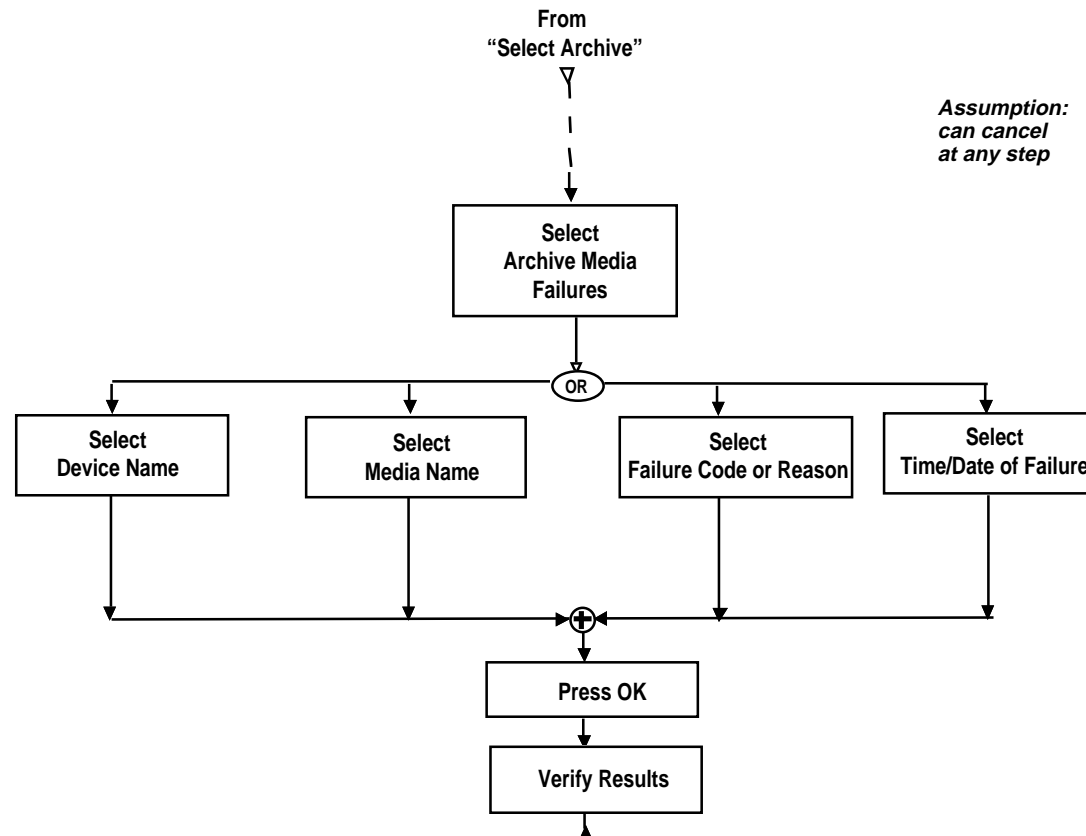 From
“Select Archive”
Assumption:
can cancel
at any step
Select
Archive Media
Failures
OR
Select
Device Name
Select
Media Name
Select
Failure Code or Reason
Select
Time/Date of Failure
Press OK
Verify Results